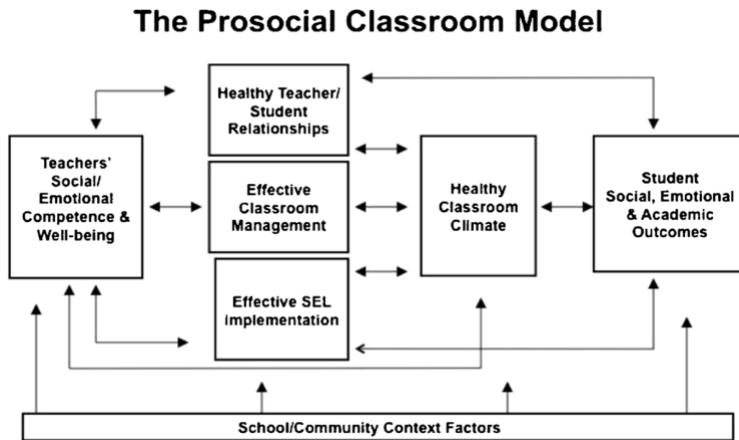 The Prosocial Classroom Model
Healthy Teacher/
Student
Relationships
Teachers'
Social/
Emotional
Competence &
Well-being
Effective
Classroom
Management
Healthy
Classroom
Climate
Student
Social, Emotional
& Academic
Outcomes
Effective SEL
implementation
School/Community Context Factors